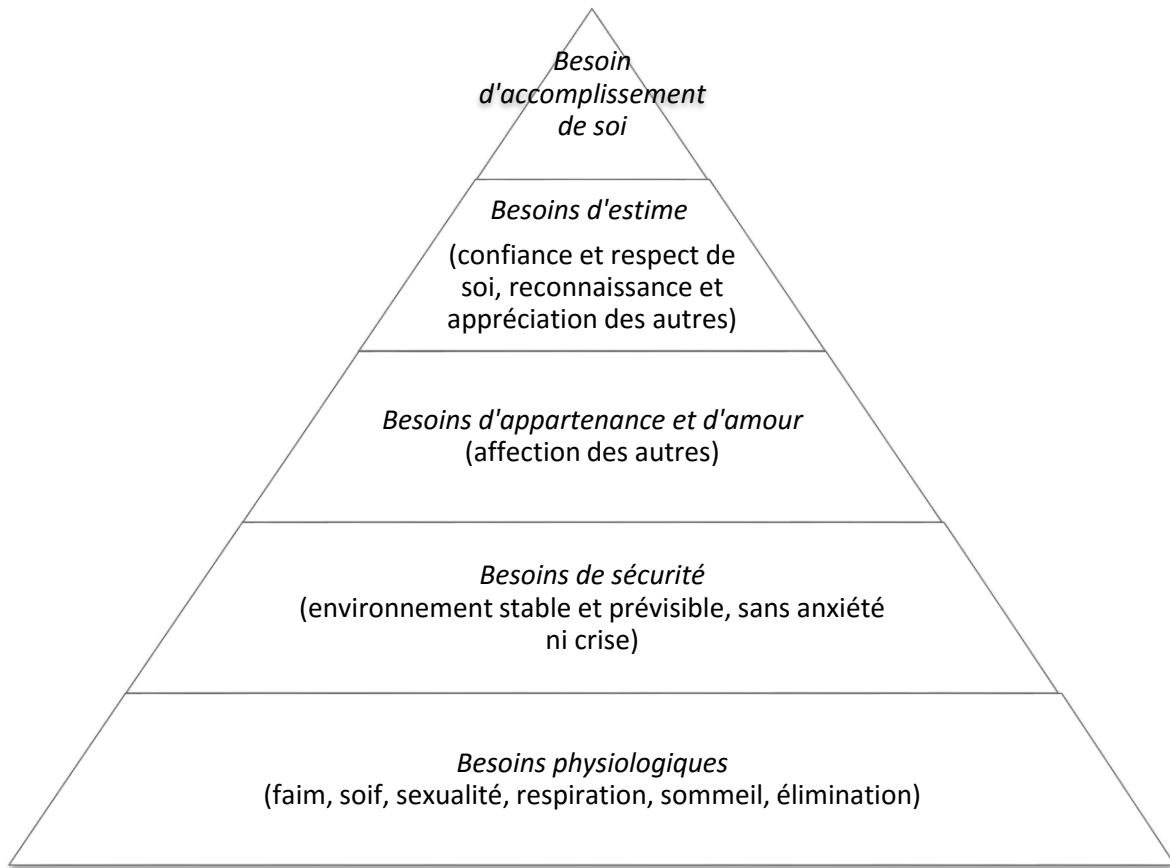 Besoin
d'accomplissement
de soi
Besoins d'estime
(confiance et respect de
soi, reconnaissance et
appréciation des autres)
Besoins d'appartenance et d'amour
(affection des autres)
Besoins de sécurité
(environnement stable et prévisible, sans anxiété
ni crise)
Besoins physiologiques
(faim, soif, sexualité, respiration, sommeil, élimination)